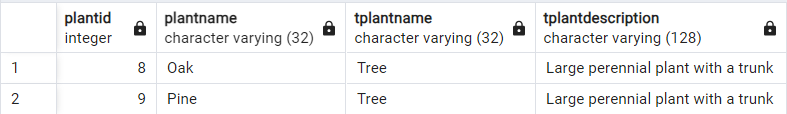 plantid plantname tplantname tplantdescription
integer character varying (32) character varying (32) character varying (128)
1 8 Oak Tree Large perennial plant with a trunk
2 9 Pine Tree Large perennial plant with a trunk